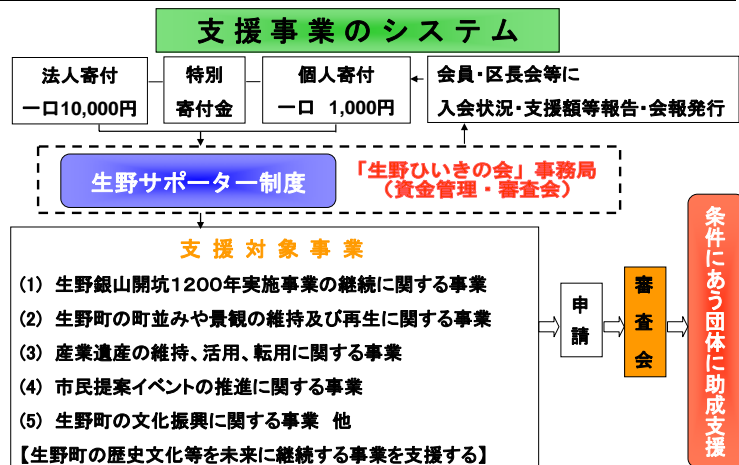 支援事業のシステム
法人寄付
一口10,000円
特別
寄付金
個人寄付
一口 1,000円
会員・区長会等に
入会状況・支援額等報告・会報発行
生野サポーター制度
「生野ひいきの会」事務局
（資金管理・審査会）
支援対象事業
(1) 生野銀山開坑1200年実施事業の継続に関する事業
(2) 生野町の町並みや景観の維持及び再生に関する事業
(3) 産業遺産の維持、活用、転用に関する事業
(4) 市民提案イベントの推進に関する事業
(5) 生野町の文化振興に関する事業 他
【生野町の歴史文化等を未来に継続する事業を支援する】
申請
審査会
条件にあう団体に助成支援